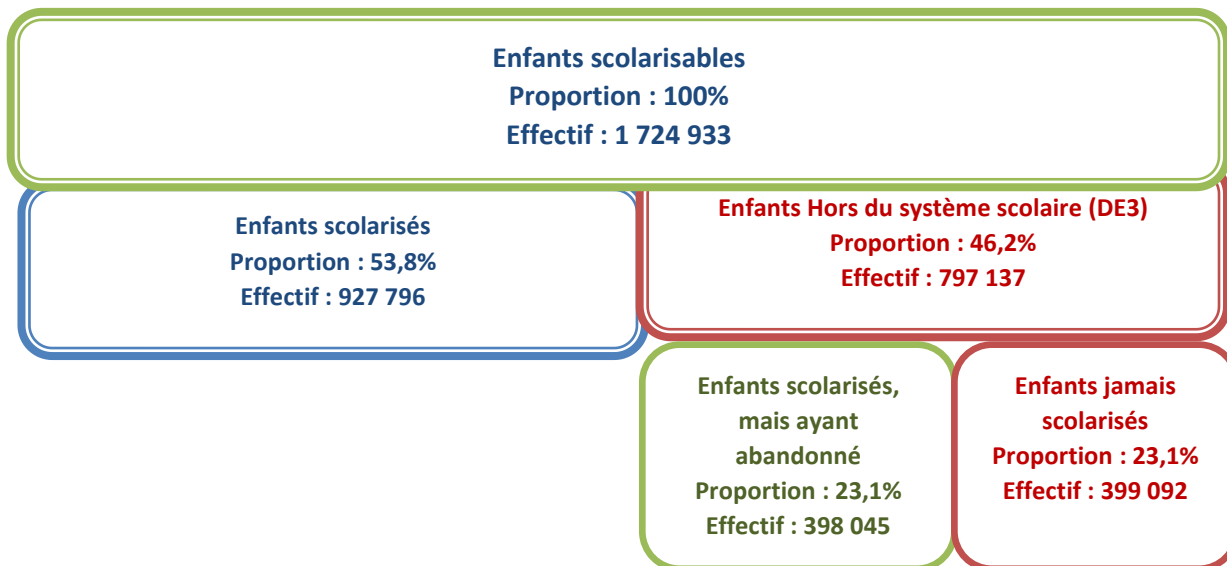 Enfants scolarisables
Proportion : 100%
Effectif : 1 724 933
Enfants scolarisés
Proportion : 53,8%
Effectif : 927 796
Enfants Hors du système scolaire (DE3)
Proportion : 46,2%
Effectif : 797 137
Enfants scolarisés,
mais ayant
abandonné
Proportion : 23,1%
Effectif : 398 045
Enfants jamais
scolarisés
Proportion : 23,1%
Effectif : 399 092